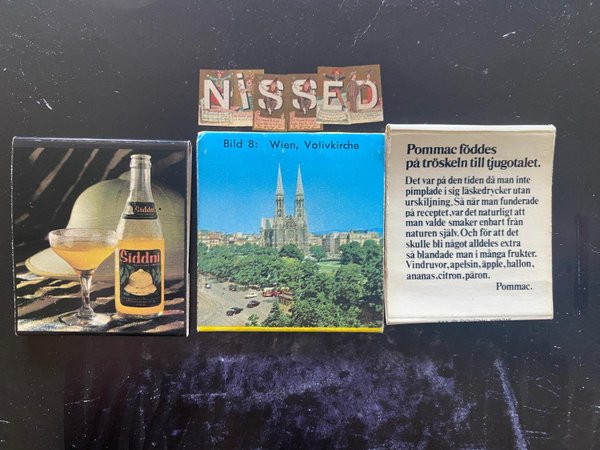 NiSSED
Siddni
Siddni
Bild 8: Wien, Votivkirche
Pommac föddes
på tröskeln till tjugotalet.
Det var på den tiden då man inte
pimplade i sig läskedrycker utan
urskiljning. Så när man funderade
på receptet, var det naturligt att
man valde smaker enbart från
naturen själv. Och för att det
skulle bli något alldeles extra
så blandade man i många frukter.
Vindruvor, apelsin, äpple, hallon,
ananas, citron, päron.
Pommac.